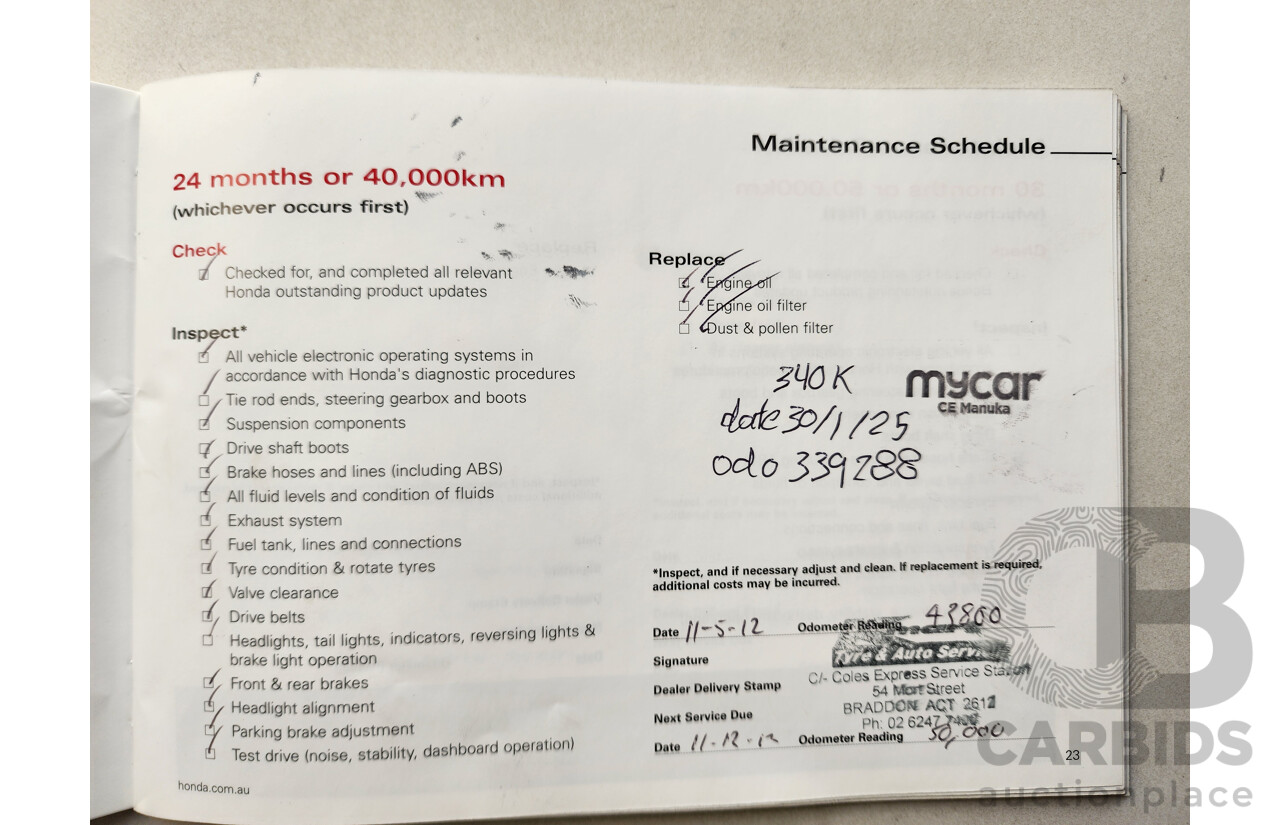 Maintenance Schedule
24 months or 40,000km
(whichever occurs first)
Check
Checked for, and completed all relevant
Honda outstanding product updates
Inspect*
All vehicle electronic operating systems in
accordance with Honda's diagnostic procedures
Tie rod ends, steering gearbox and boots
Suspension components
Drive shaft boots
Brake hoses and lines (including ABS)
All fluid levels and condition of fluids
Exhaust system
Fuel tank, lines and connections
Tyre condition & rotate tyres
Valve clearance
Drive belts
Headlights, tail lights, indicators, reversing lights &
brake light operation
Front & rear brakes
Headlight alignment
Parking brake adjustment
Test drive (noise, stability, dashboard operation)
honda.com.au
Replace
Engine oil
Engine oil filter
Dust & pollen filter
340K
date 30/1/25
odo 339288
mycar
CE Manuka
*Inspect, and if necessary adjust and clean. If replacement is required,
additional costs may be incurred.
Date 11-5-12 Odometer Reading 43800
Signature
Dealer Delivery Stamp
Tyre & Auto Service
C/- Coles Express Service Station
54 Mort Street
BRADDON ACT 2612
Ph: 02 6247
Next Service Due
Date 11-12-12 Odometer Reading 50,000
23
CARBIDS
auctionplace